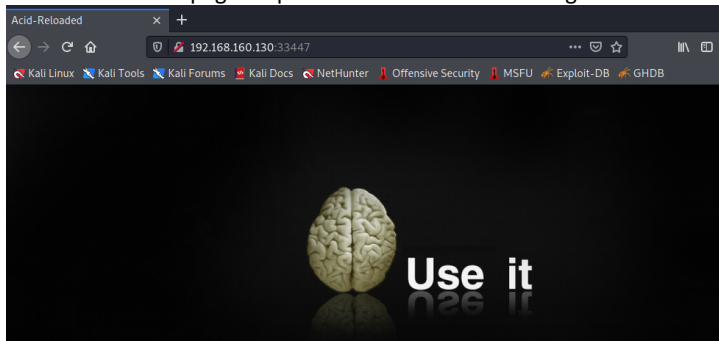 Acid-Reloaded
192.168.160.130:33447
Kali Linux Kali Tools Kali Forums Kali Docs NetHunter Offensive Security MSFU Exploit-DB GHDB
Use it